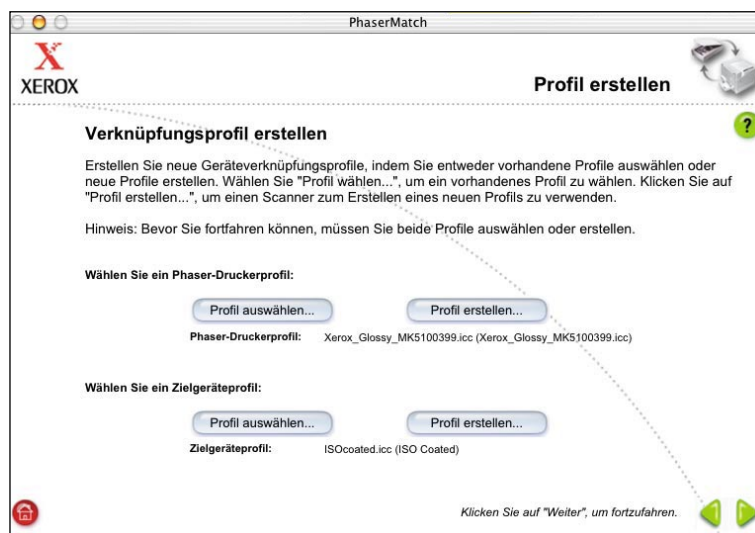 PhaserMatch
X
XEROX
Profil erstellen
?
Verknüpfungsprofil erstellen
Erstellen Sie neue Geräteverknüpfungsprofile, indem Sie entweder vorhandene Profile auswählen oder
neue Profile erstellen. Wählen Sie "Profil wählen...", um ein vorhandenes Profil zu wählen. Klicken Sie auf
"Profil erstellen...", um einen Scanner zum Erstellen eines neuen Profils zu verwenden.
Hinweis: Bevor Sie fortfahren können, müssen Sie beide Profile auswählen oder erstellen.
Wählen Sie ein Phaser-Druckerprofil:
Profil auswählen... Profil erstellen...
Phaser-Druckerprofil: Xerox_Glossy_MK5100399.icc (Xerox_Glossy_MK5100399.icc)
Wählen Sie ein Zielgeräteprofil:
Profil auswählen... Profil erstellen...
Zielgeräteprofil: ISOcoated.icc (ISO Coated)
Klicken Sie auf "Weiter", um fortzufahren.